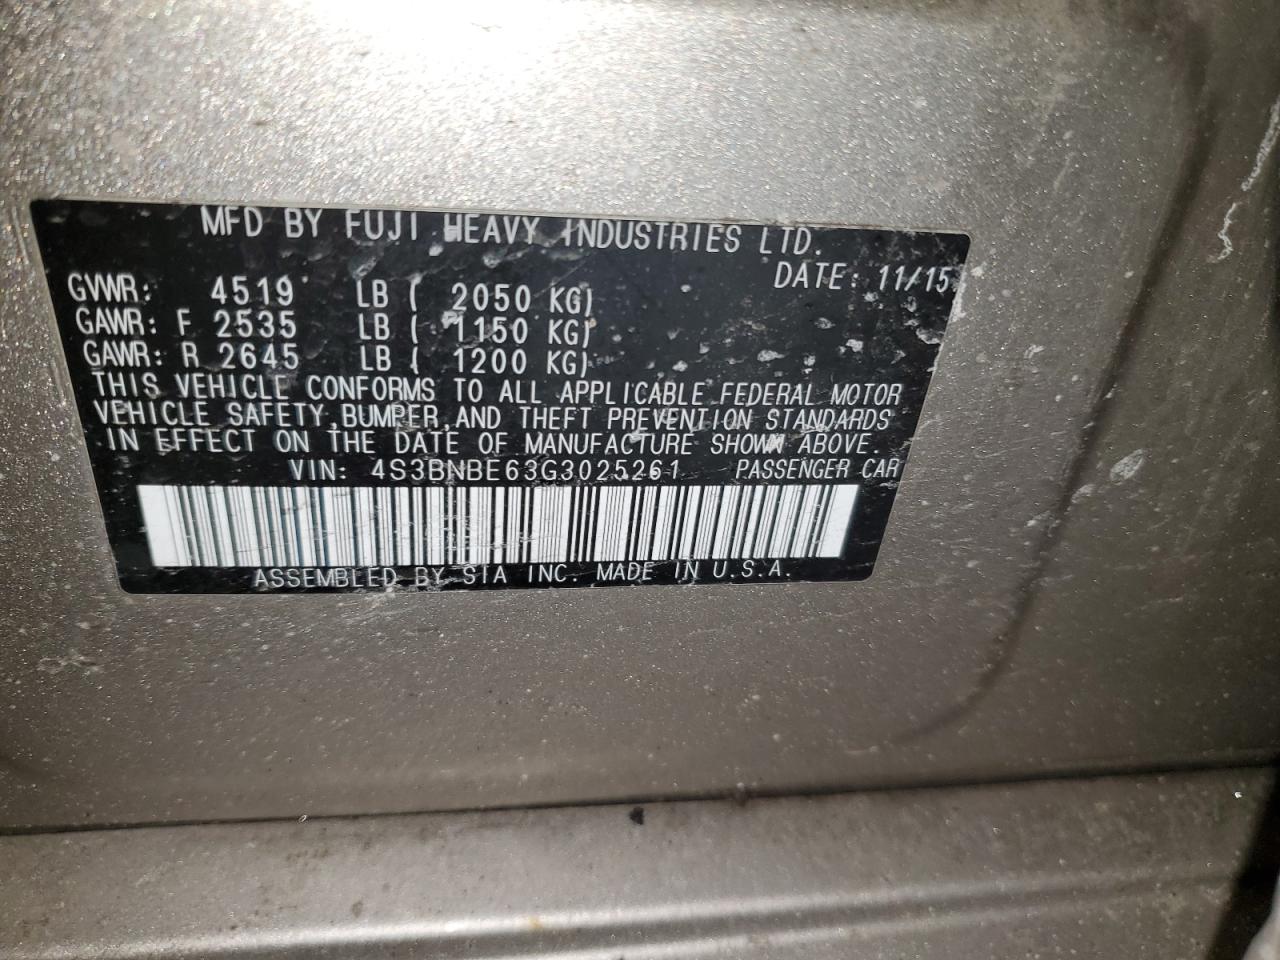 MFD BY FUJI HEAVY INDUSTRIES LTD.
DATE: 11/15
GVWR: 4519 LB ( 2050 KG)
GAWR: F 2535 LB ( 1150 KG)
GAWR: R 2645 LB ( 1200 KG)
THIS VEHICLE CONFORMS TO ALL APPLICABLE FEDERAL MOTOR
VEHICLE SAFETY, BUMPER, AND THEFT PREVENTION STANDARDS
IN EFFECT ON THE DATE OF MANUFACTURE SHOWN ABOVE.
VIN: 4S3BNBE63G3025261 PASSENGER CAR
ASSEMBLED BY SIA INC. MADE IN U.S.A.